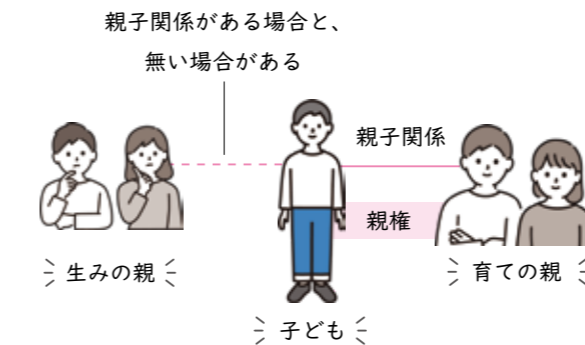 親子関係がある場合と、
無い場合がある
親子関係
親権
生みの親
育ての親
子ども